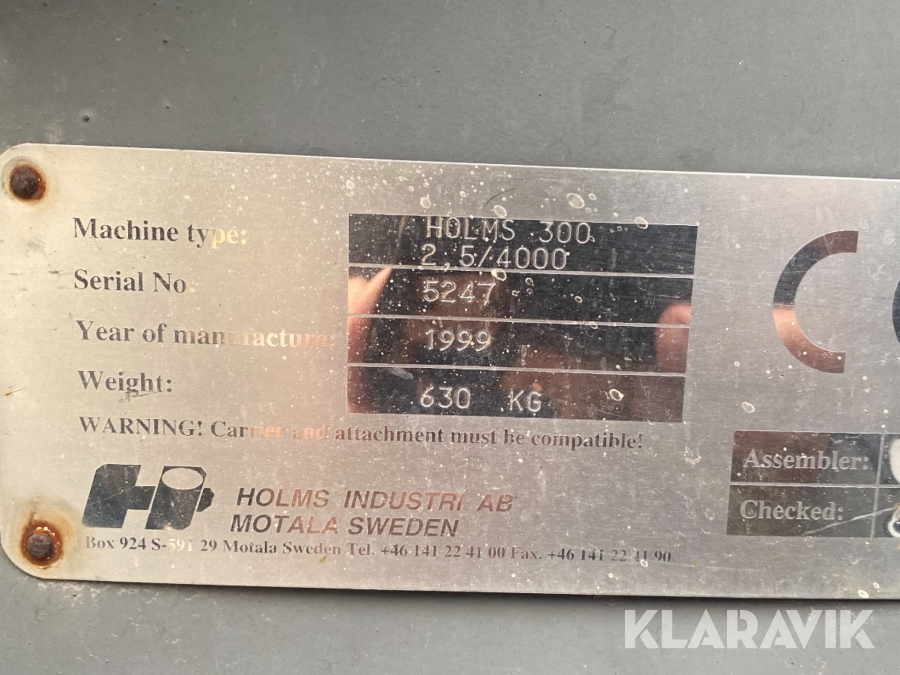 Machine type: HOLMS 300
2,5/4000
Serial No. 5247
Year of manufacture: 1999
Weight: 630 KG
WARNING! Carrier and attachment must be compatible!
HOLMS INDUSTRI AB
MOTALA SWEDEN
Box 924 S-591 29 Motala Sweden Tel. +46 141 22 41 00 Fax. +46 141 22 41 90
C
Assembler:
Checked:
KLARAVIK